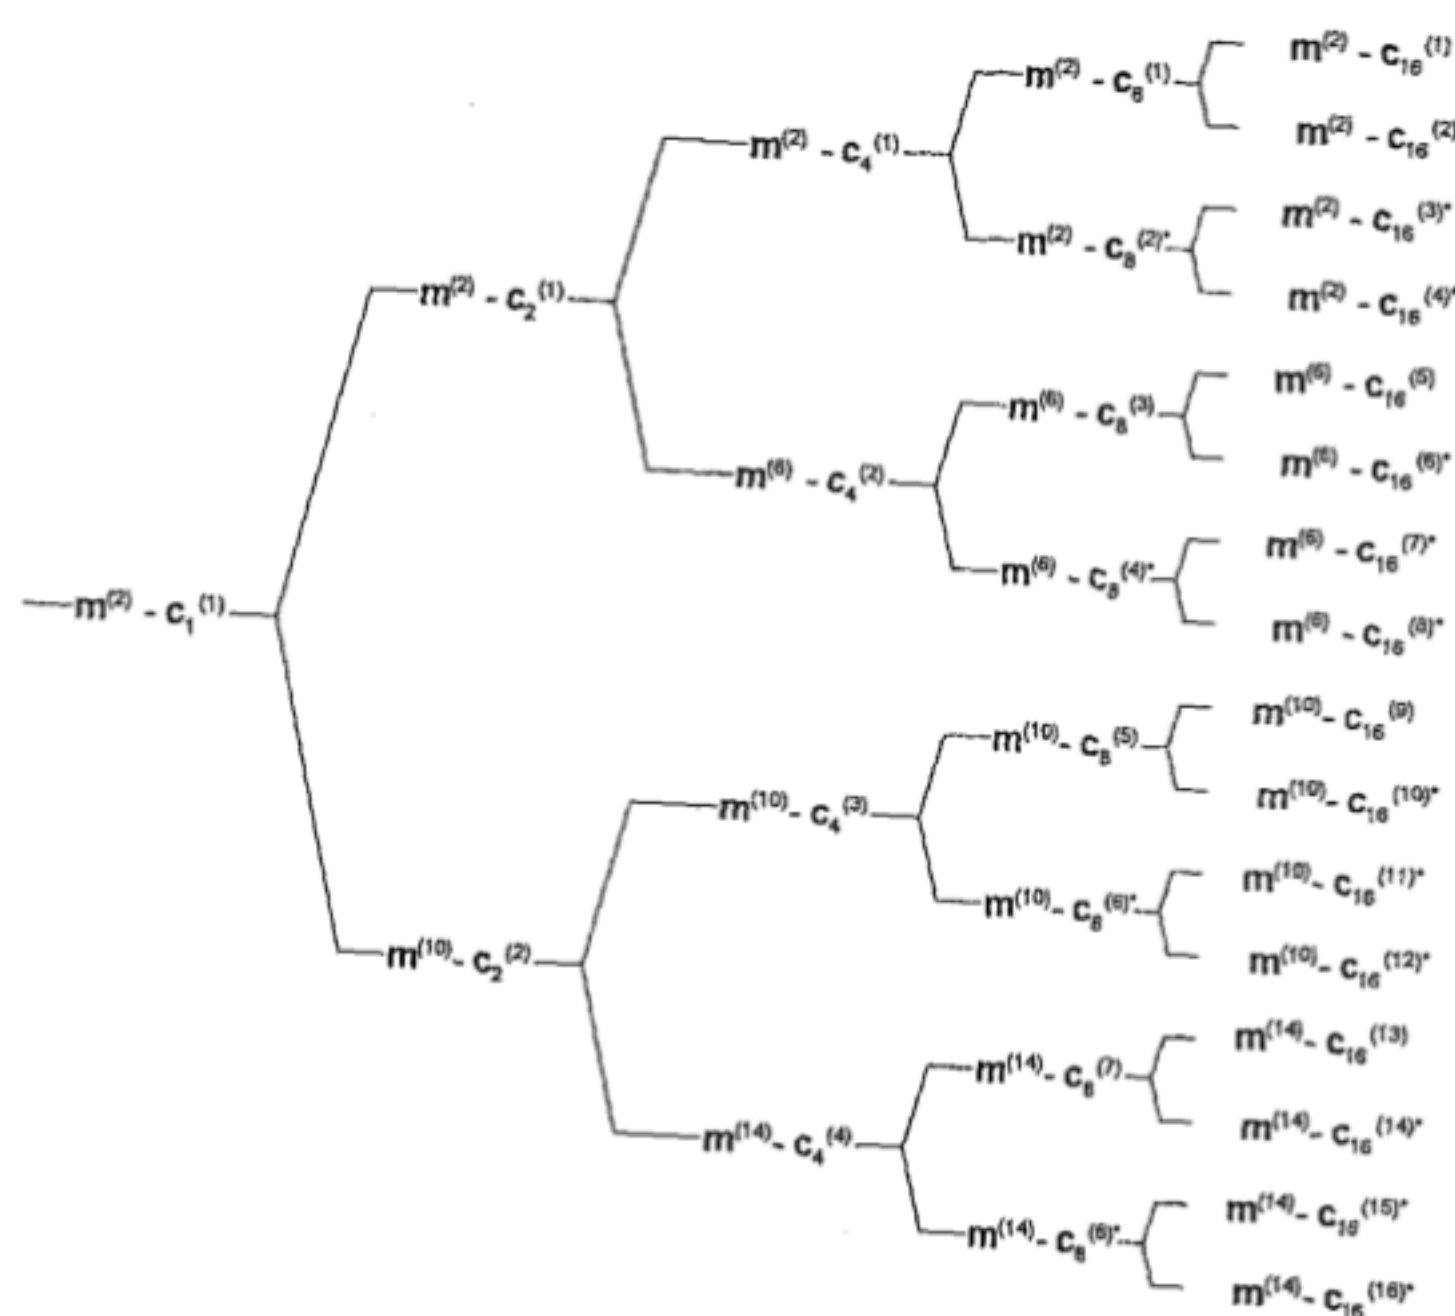 m(2) - c16(1)
m(2) - c8(1)
m(2) - c16(2)
m(2) - c4(1)
m(2) - c16(3)*
m(2) - c8(2)*
m(2) - c16(4)*
m(2) - c2(1)
m(6) - c16(5)
m(6) - c8(3)
m(6) - c16(6)*
m(6) - c4(2)
m(6) - c16(7)*
m(6) - c8(4)*
m(6) - c16(8)*
m(2) - c1(1)
m(10) - c16(9)
m(10) - c8(5)
m(10) - c16(10)*
m(10) - c4(3)
m(10) - c16(11)*
m(10) - c8(6)*
m(10) - c16(12)*
m(10) - c2(2)
m(14) - c16(13)
m(14) - c8(7)
m(14) - c16(14)*
m(14) - c4(4)
m(14) - c16(15)*
m(14) - c8(8)*
m(14) - c16(16)*